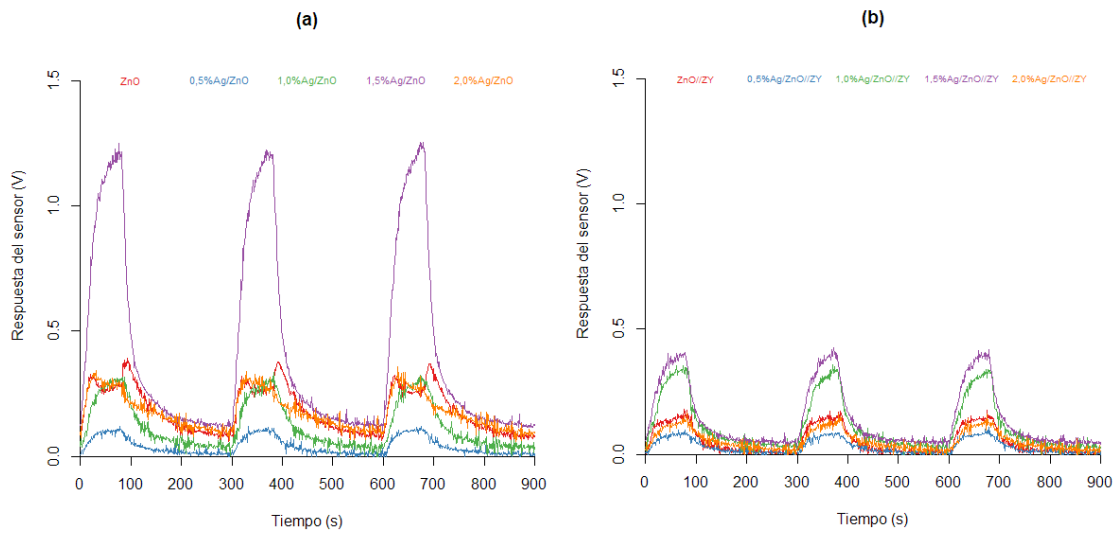 (a)
ZnO 0,5%Ag/ZnO 1,0%Ag/ZnO 1,5%Ag/ZnO 2,0%Ag/ZnO
1.5
1.0
0.5
0.0
Respuesta del sensor (V)
0 100 200 300 400 500 600 700 800 900
Tiempo (s)
(b)
ZnO//ZY 0,5%Ag/ZnO//ZY 1,0%Ag/ZnO//ZY 1,5%Ag/ZnO//ZY 2,0%Ag/ZnO//ZY
1.5
1.0
0.5
0.0
Respuesta del sensor (V)
0 100 200 300 400 500 600 700 800 900
Tiempo (s)